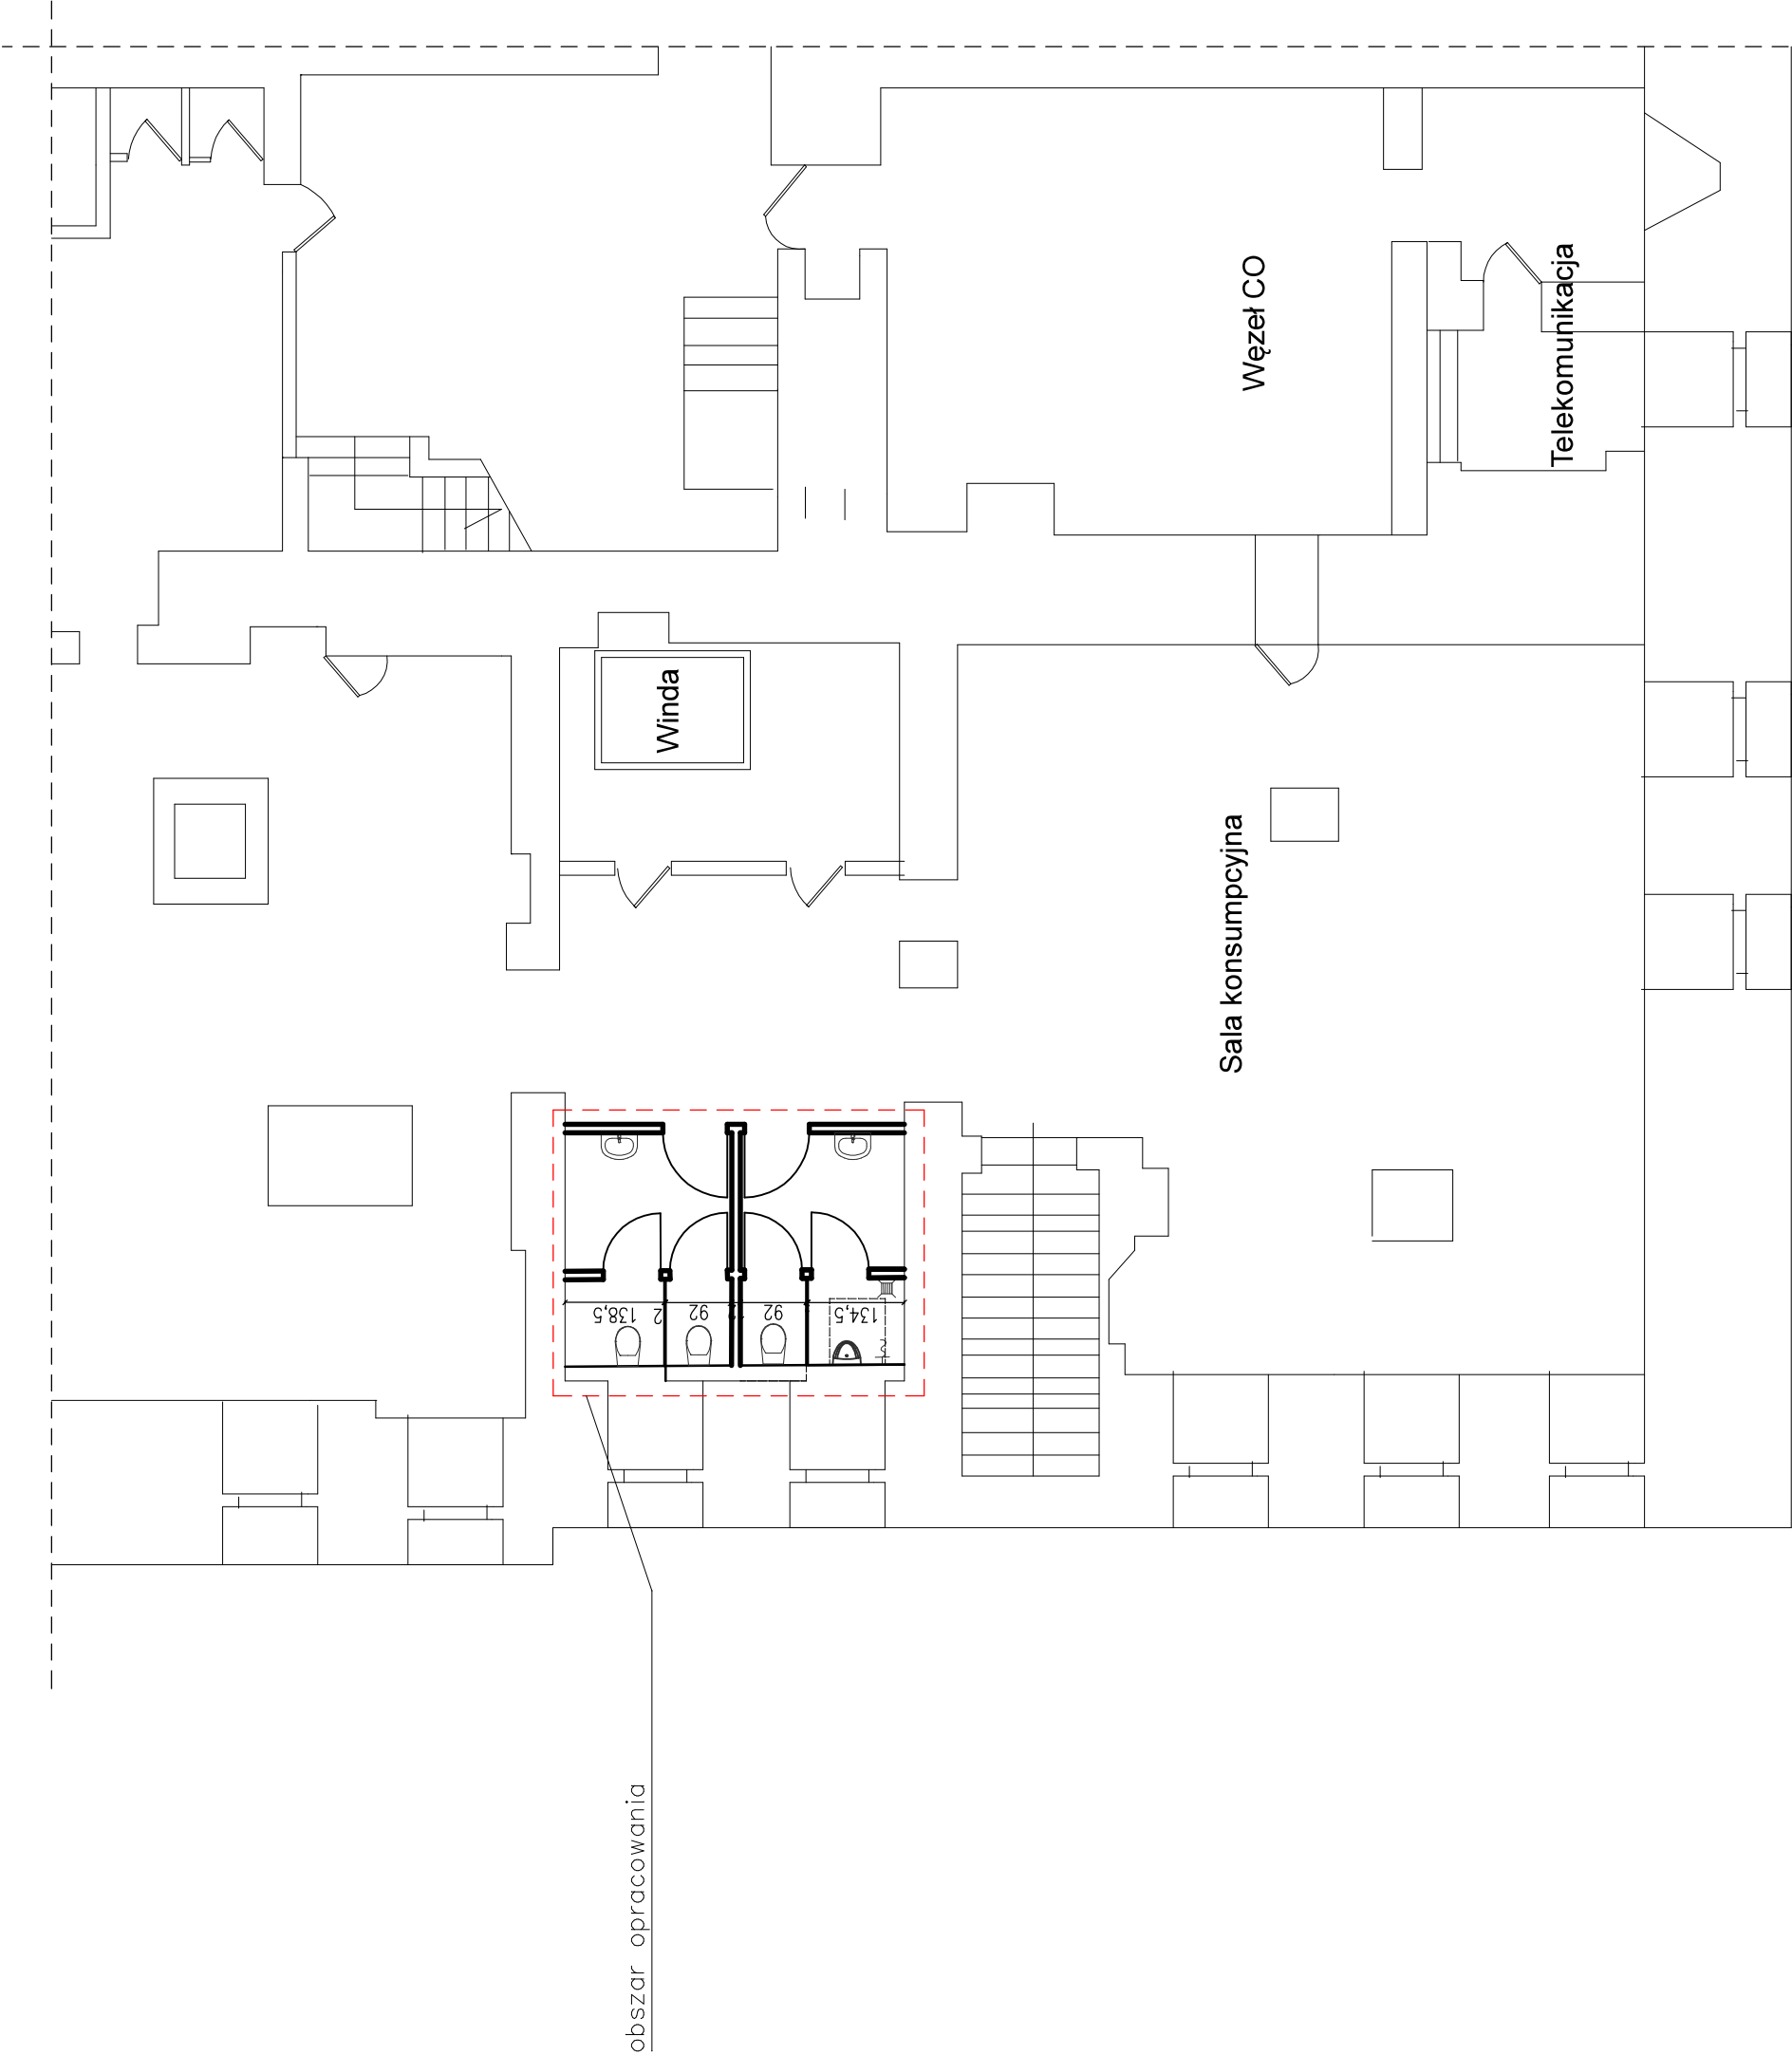 Węzeł CO
Telekomunikacja
Winda
Sala konsumpcyjna
138,5
2
92
92
134,5
obszar opracowania